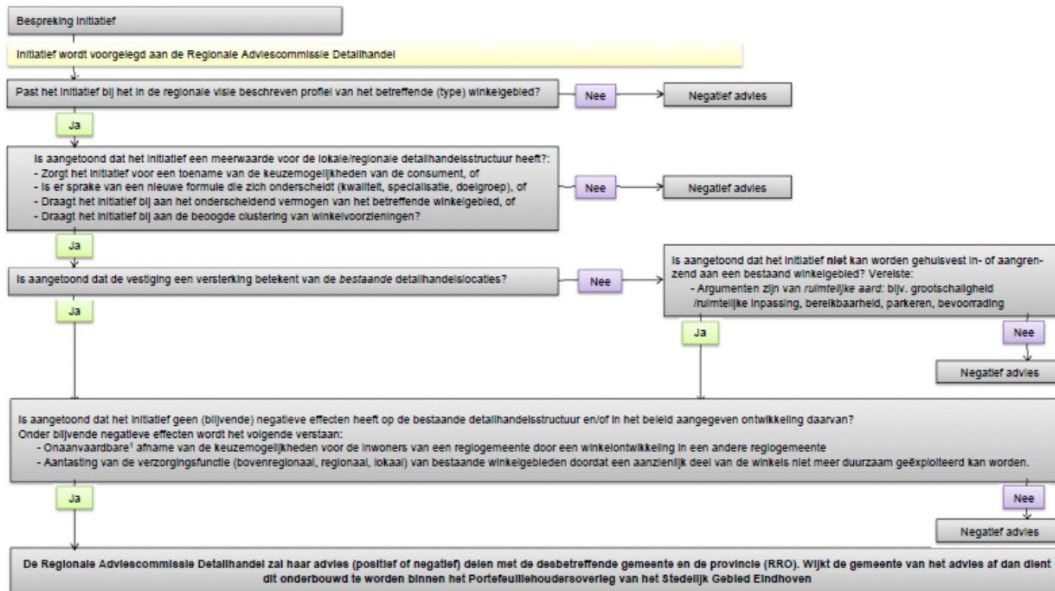 Bespreking initiatief
Initiatief wordt voorgelegd aan de Regionale Adviescommissie Detailhandel
Past het initiatief bij het in de regionale visie beschreven profiel van het betreffende (type) winkelgebied?
Nee
Negatief advies
Ja
Is aangetoond dat het initiatief een meerwaarde voor de lokale/regionale detailhandelsstructuur heeft?:
- Zorgt het initiatief voor een toename van de keuzemogelijkheden van de consument, of
- Is er sprake van een nieuwe formule die zich onderscheidt (kwaliteit, specialisatie, doelgroep), of
- Draagt het initiatief bij aan het onderscheidend vermogen van het betreffende winkelgebied, of
- Draagt het initiatief bij aan de beoogde clustering van winkelvoorzieningen?
Nee
Negatief advies
Ja
Is aangetoond dat de vestiging een versterking betekent van de bestaande detailhandelslocaties?
Nee
Is aangetoond dat het initiatief niet kan worden gehuisvest in- of aangren-
zend aan een bestaand winkelgebied? Vereiste:
- Argumenten zijn van ruimtelijke aard: bijv. grootschaligheid
/ruimtelijke inpassing, bereikbaarheid, parkeren, bevoorrading
Ja
Ja
Nee
Negatief advies
Is aangetoond dat het initiatief geen (blijvende) negatieve effecten heeft op de bestaande detailhandelsstructuur en/of in het beleid aangegeven ontwikkeling daarvan?
Onder blijvende negatieve effecten wordt het volgende verstaan:
- Onaanvaardbare¹ afname van de keuzemogelijkheden voor de inwoners van een regiogemeente door een winkelontwikkeling in een andere regiogemeente
- Aantasting van de verzorgingsfunctie (bovenregionaal, regionaal, lokaal) van bestaande winkelgebieden doordat een aanzienlijk deel van de winkels niet meer duurzaam geëxploiteerd kan worden.
Ja
Nee
Negatief advies
De Regionale Adviescommissie Detailhandel zal haar advies (positief of negatief) delen met de desbetreffende gemeente en de provincie (RRO). Wijkt de gemeente van het advies af dan dient
dit onderbouwd te worden binnen het Portefeuillehoudersoverleg van het Stedelijk Gebied Eindhoven